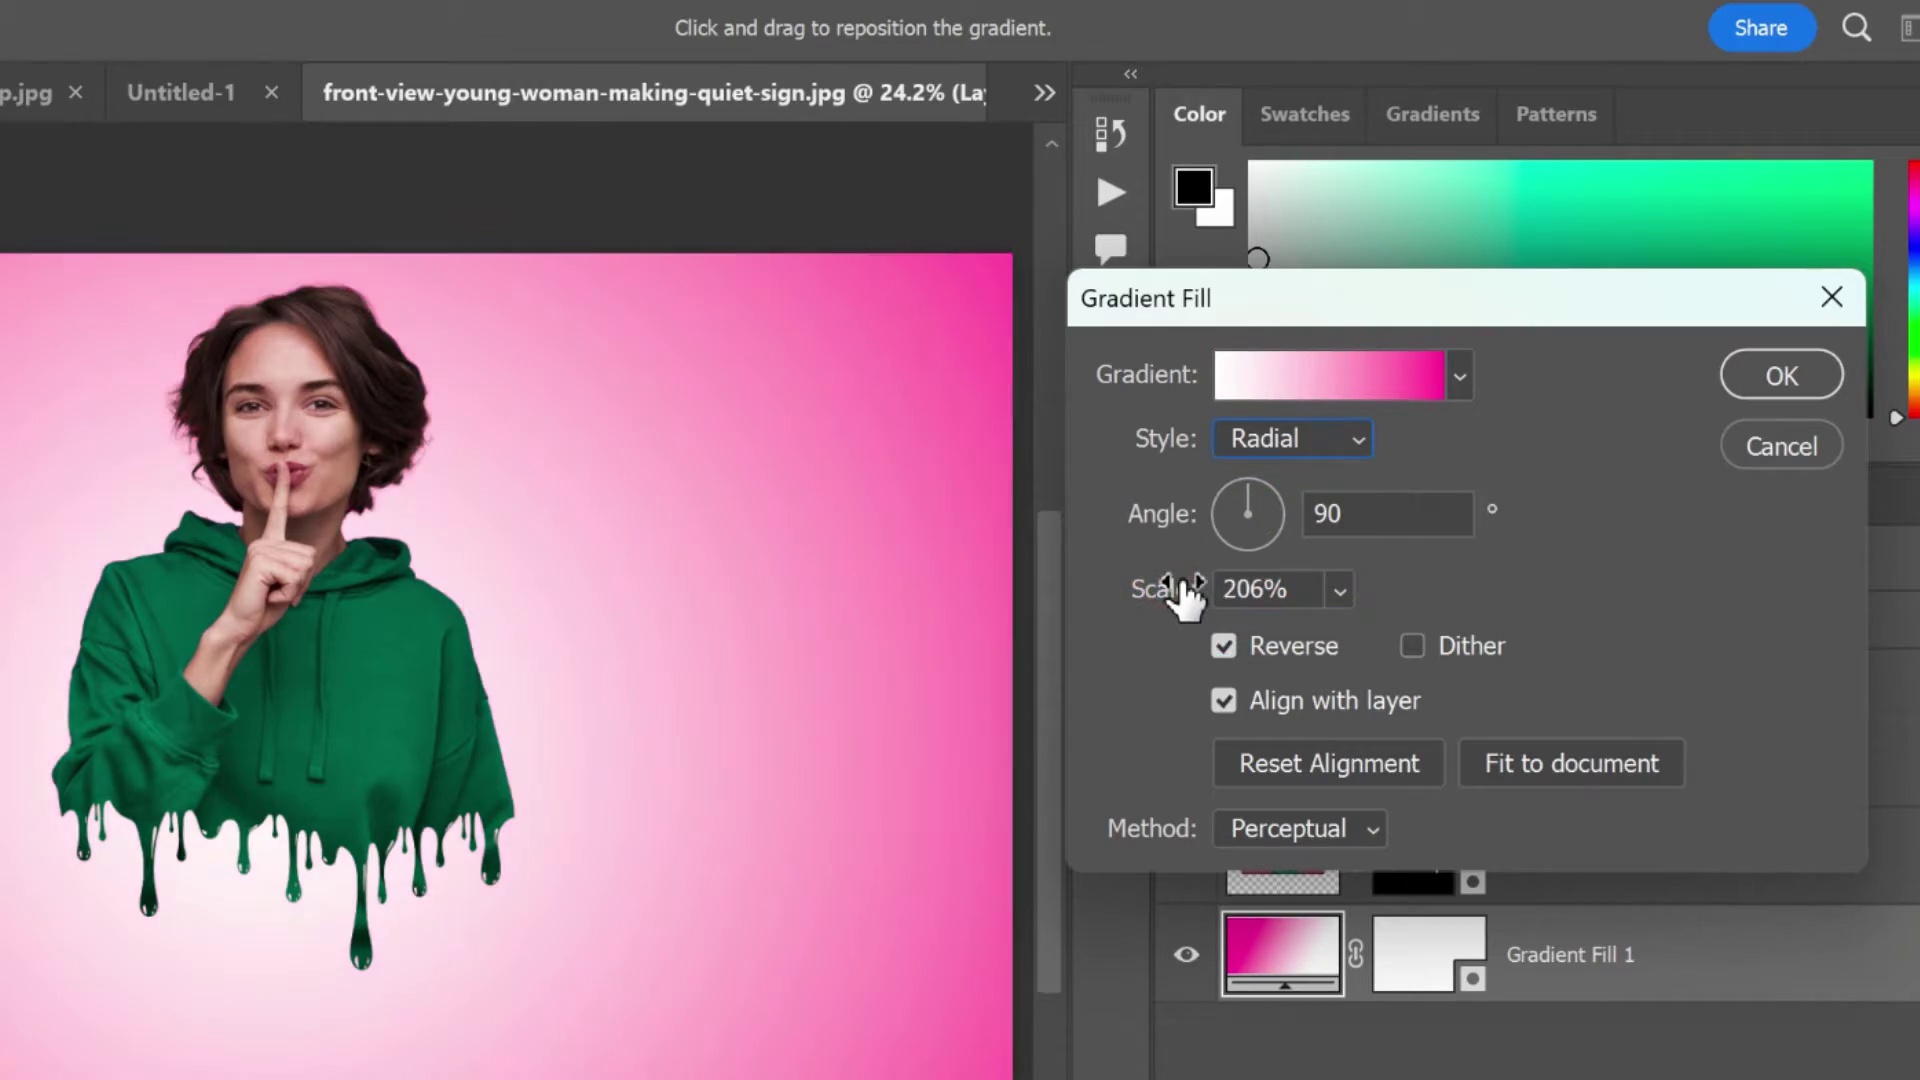 Click and drag to reposition the gradient.
Share
p.jpg
Untitled-1
front-view-young-woman-making-quiet-sign.jpg @ 24.2% (La
Color
Swatches
Gradients
Patterns
Gradient Fill
Gradient:
OK
Style:
Radial
Cancel
Angle:
90
°
206%
Reverse
Dither
Align with layer
Reset Alignment
Fit to document
Method:
Perceptual
Gradient Fill 1